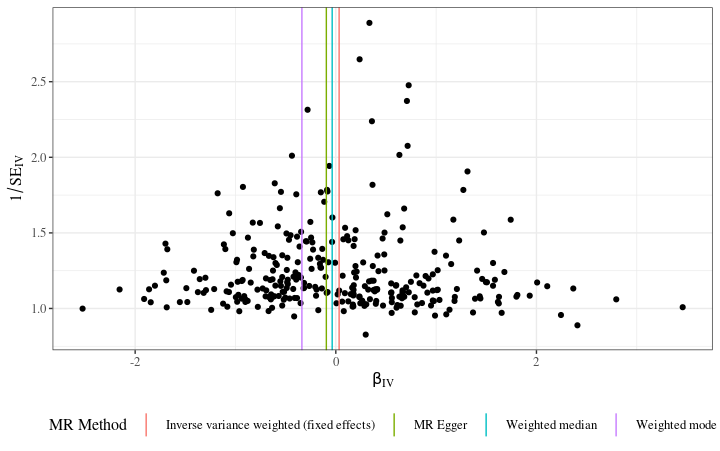 2.5
2.0
1.5
1.0
1/SE_IV
-2
0
2
β_IV
MR Method
Inverse variance weighted (fixed effects)
MR Egger
Weighted median
Weighted mode